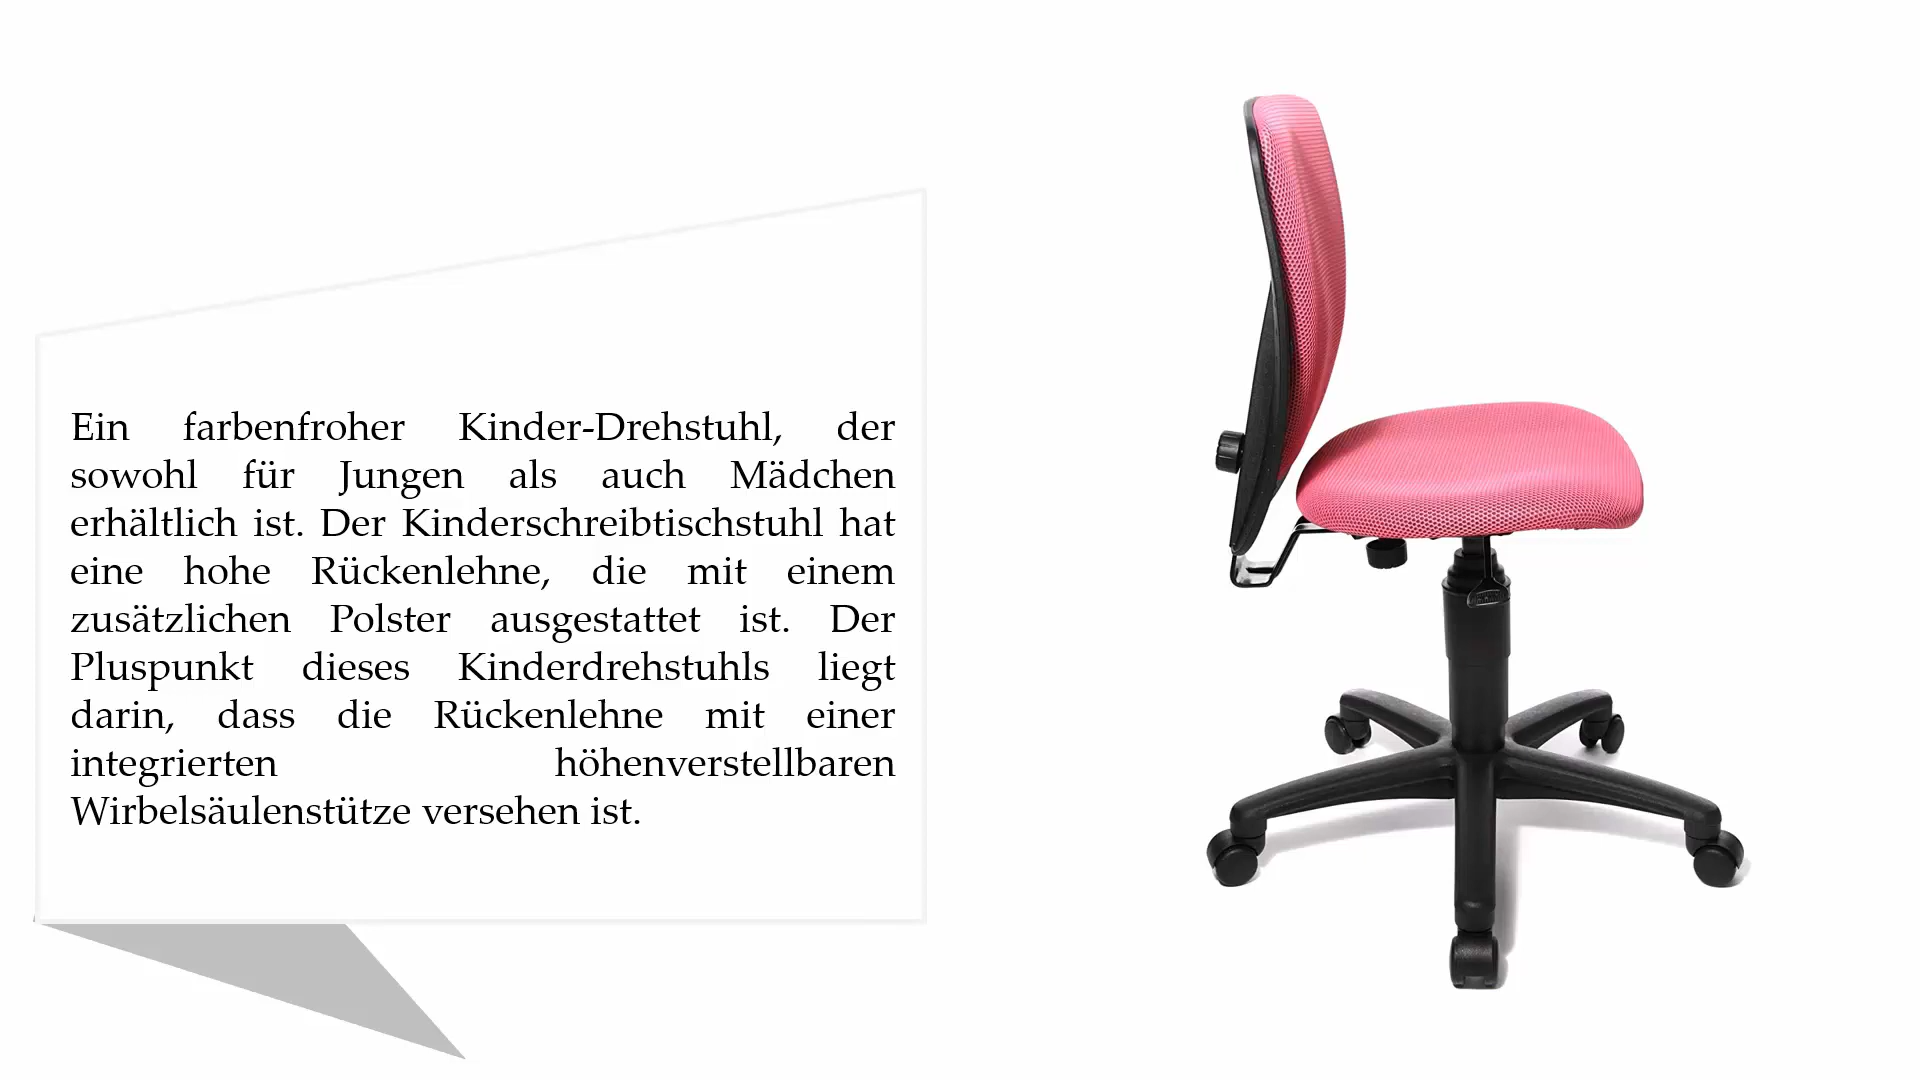 Ein farbenfroher Kinder-Drehstuhl, der
sowohl für Jungen als auch Mädchen
erhältlich ist. Der Kinderschreibtischstuhl hat
eine hohe Rückenlehne, die mit einem
zusätzlichen Polster ausgestattet ist. Der
Pluspunkt dieses Kinderdrehstuhls liegt
darin, dass die Rückenlehne mit einer
integrierten höhenverstellbaren
Wirbelsäulenstütze versehen ist.